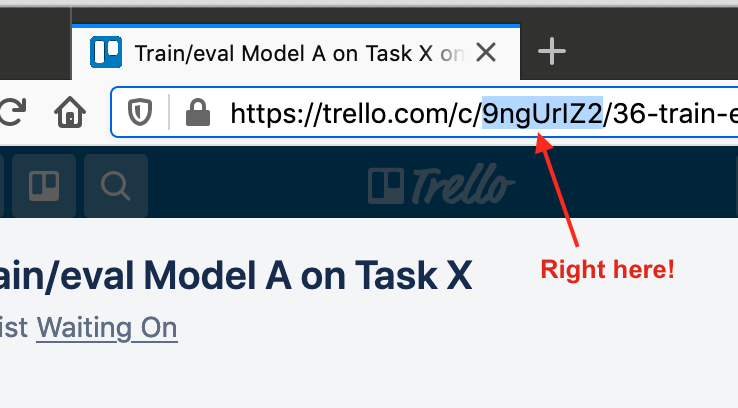 Train/eval Model A on Task X on
https://trello.com/c/9ngUrIZ2/36-train-e
Trello
Right here!
ain/eval Model A on Task X
ist Waiting On